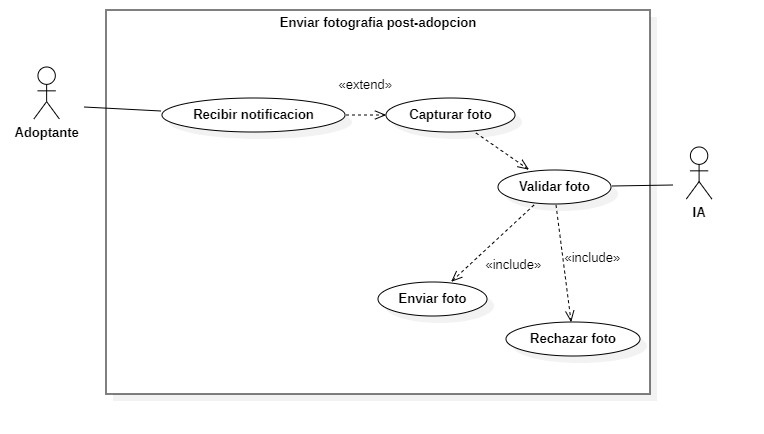 Enviar fotografia post-adopcion
«extend»
Recibir notificacion
Capturar foto
Adoptante
Validar foto
IA
«include»
«include»
Enviar foto
Rechazar foto